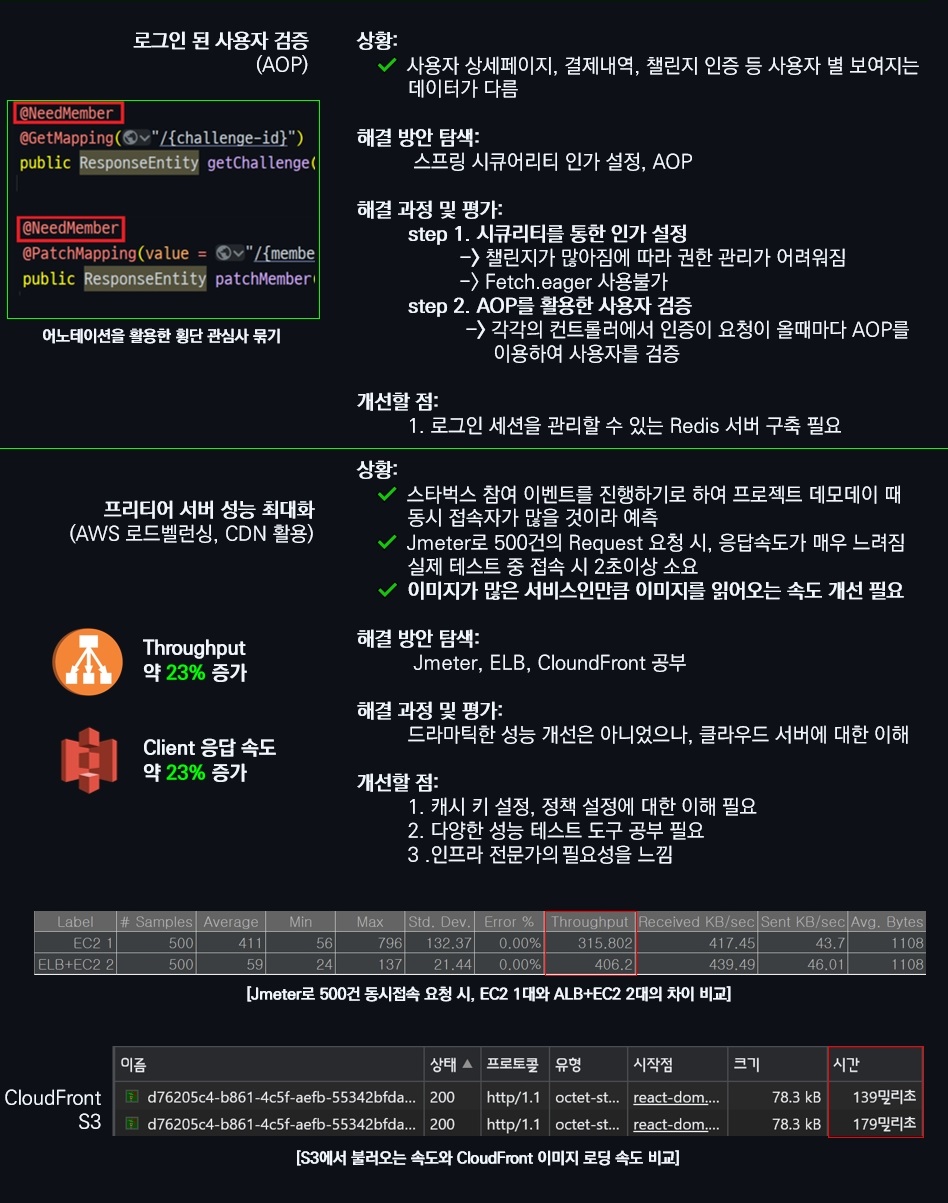 로그인 된 사용자 검증
(AOP)
@NeedMember
@GetMapping("/{challenge-id}")
public ResponseEntity getChallenge(
@NeedMember
@PatchMapping(value = "/{membe
public ResponseEntity patchMember(
어노테이션을 활용한 횡단 관심사 묶기
상황:
사용자 상세페이지, 결제내역, 챌린지 인증 등 사용자 별 보여지는
데이터가 다름
해결 방안 탐색:
스프링 시큐어리티 인가 설정, AOP
해결 과정 및 평가:
step 1. 시큐리티를 통한 인가 설정
-> 챌린지가 많아짐에 따라 권한 관리가 어려워짐
-> Fetch.eager 사용불가
step 2. AOP를 활용한 사용자 검증
-> 각각의 컨트롤러에서 인증이 요청이 올때마다 AOP를
이용하여 사용자를 검증
개선할 점:
1. 로그인 세션을 관리할 수 있는 Redis 서버 구축 필요
프리티어 서버 성능 최대화
(AWS 로드벨런싱, CDN 활용)
Throughput
약 23% 증가
Client 응답 속도
약 23% 증가
상황:
스타벅스 참여 이벤트를 진행하기로 하여 프로젝트 데모데이 때
동시 접속자가 많을 것이라 예측
Jmeter로 500건의 Request 요청 시, 응답속도가 매우 느려짐
실제 테스트 중 접속 시 2초이상 소요
이미지가 많은 서비스인만큼 이미지를 읽어오는 속도 개선 필요
해결 방안 탐색:
Jmeter, ELB, CloundFront 공부
해결 과정 및 평가:
드라마틱한 성능 개선은 아니었으나, 클라우드 서버에 대한 이해
개선할 점:
1. 캐시 키 설정, 정책 설정에 대한 이해 필요
2. 다양한 성능 테스트 도구 공부 필요
3 .인프라 전문가의 필요성을 느낌
Label # Samples Average Min Max Std. Dev. Error % Throughput Received KB/sec Sent KB/sec Avg. Bytes
EC2 1 500 411 56 796 132.37 0.00% 315.802 417.45 43.7 1108
ELB+EC2 2 500 59 24 137 21.44 0.00% 406.2 439.49 46.01 1108
[Jmeter로 500건 동시접속 요청 시, EC2 1대와 ALB+EC2 2대의 차이 비교]
이름 상태 프로토콜 유형 시작점 크기 시간
CloudFront d76205c4-b861-4c5f-aefb-55342bfda... 200 http/1.1 octet-st... react-dom.... 78.3 kB 139밀리초
S3 d76205c4-b861-4c5f-aefb-55342bfda... 200 http/1.1 octet-st... react-dom.... 78.3 kB 179밀리초
[S3에서 불러오는 속도와 CloudFront 이미지 로딩 속도 비교]